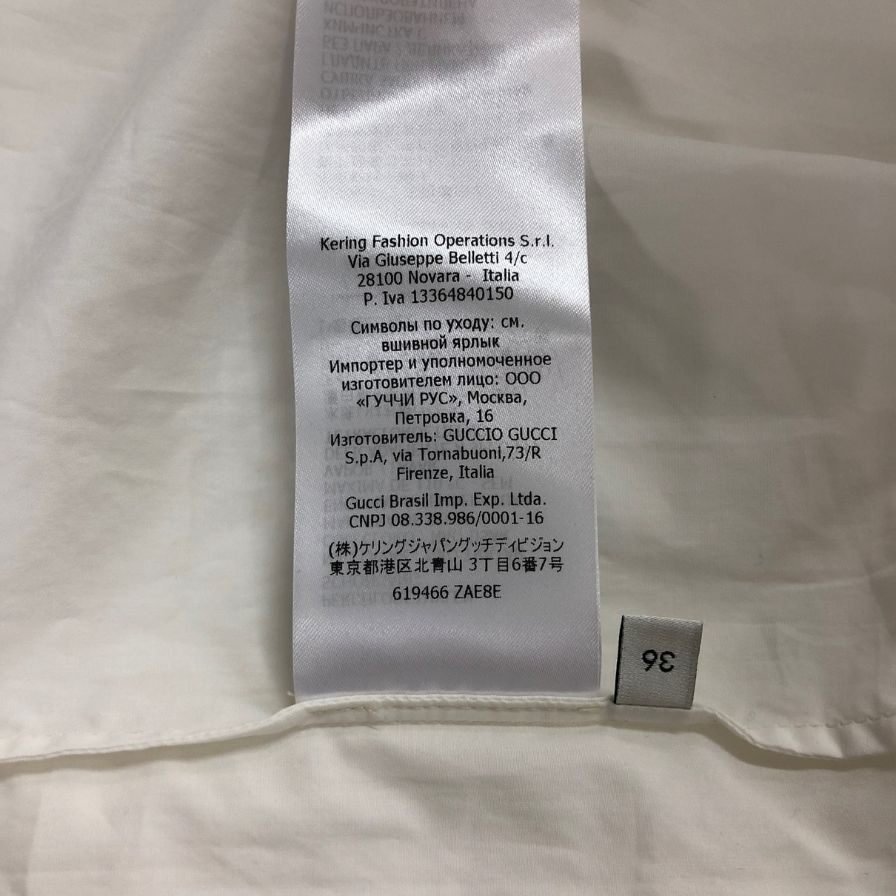 Kering Fashion Operations S.r.l.
Via Giuseppe Belletti 4/c
28100 Novara - Italia
P. Iva 13364840150
Символы по уходу: см.
вшивной ярлык
Импортер и уполномоченное
изготовителем лицо: ООО
«ГУЧЧИ РУС», Москва,
Петровка, 16
Изготовитель: GUCCIO GUCCI
S.p.A, via Tornabuoni,73/R
Firenze, Italia
Gucci Brasil Imp. Exp. Ltda.
CNPJ 08.338.986/0001-16
(株)ケリングジャパングッチディビジョン
東京都港区北青山 3丁目6番7号
619466 ZAE8E
36